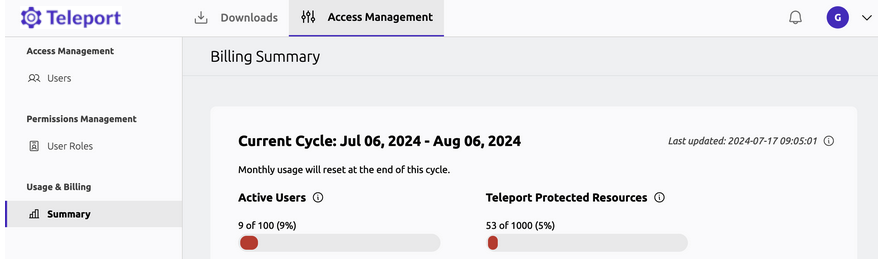 Teleport
Downloads
Access Management
G
Access Management
Users
Permissions Management
User Roles
Usage & Billing
Summary
Billing Summary
Current Cycle: Jul 06, 2024 - Aug 06, 2024
Last updated: 2024-07-17 09:05:01
Monthly usage will reset at the end of this cycle.
Active Users
Teleport Protected Resources
9 of 100 (9%)
53 of 1000 (5%)